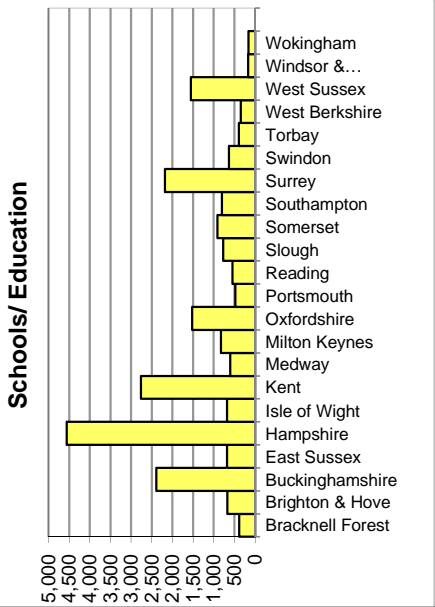 Schools/ Education
5,000
4,500
4,000
3,500
3,000
2,500
2,000
1,500
1,000
500
0
Wokingham
Windsor &…
West Sussex
West Berkshire
Torbay
Swindon
Surrey
Southampton
Somerset
Slough
Reading
Portsmouth
Oxfordshire
Milton Keynes
Medway
Kent
Isle of Wight
Hampshire
East Sussex
Buckinghamshire
Brighton & Hove
Bracknell Forest